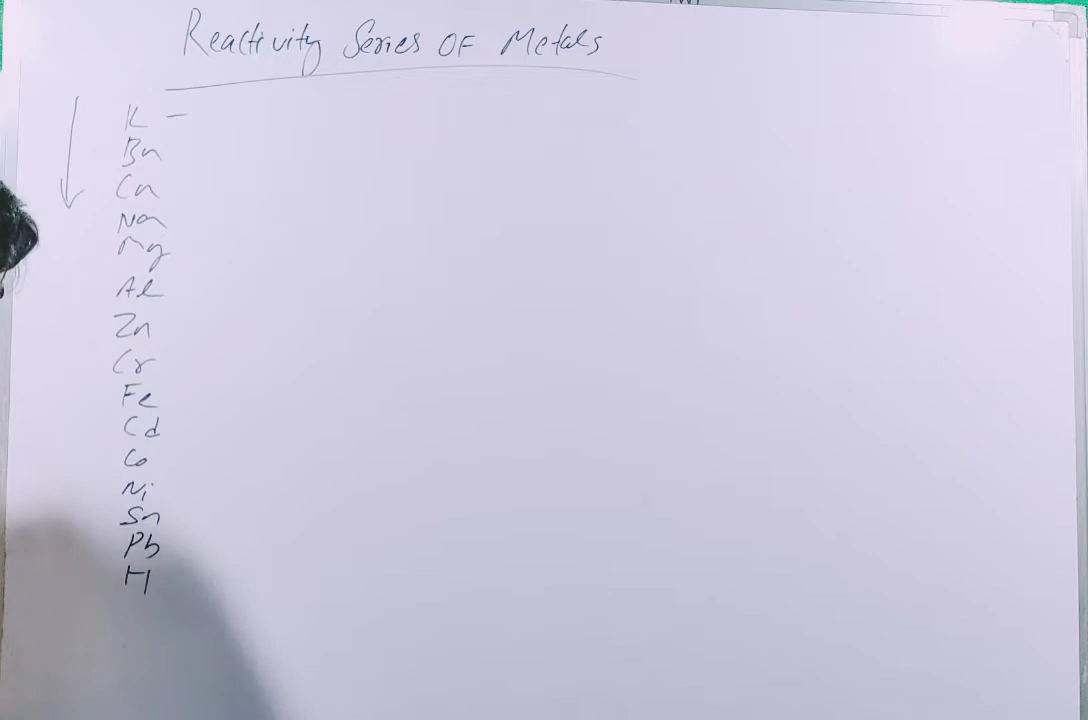 Reactivity Series OF Metals
K –
Ba
Ca
Na
Mg
Al
Zn
Cr
Fe
Cd
Co
Ni
Sn
Pb
H